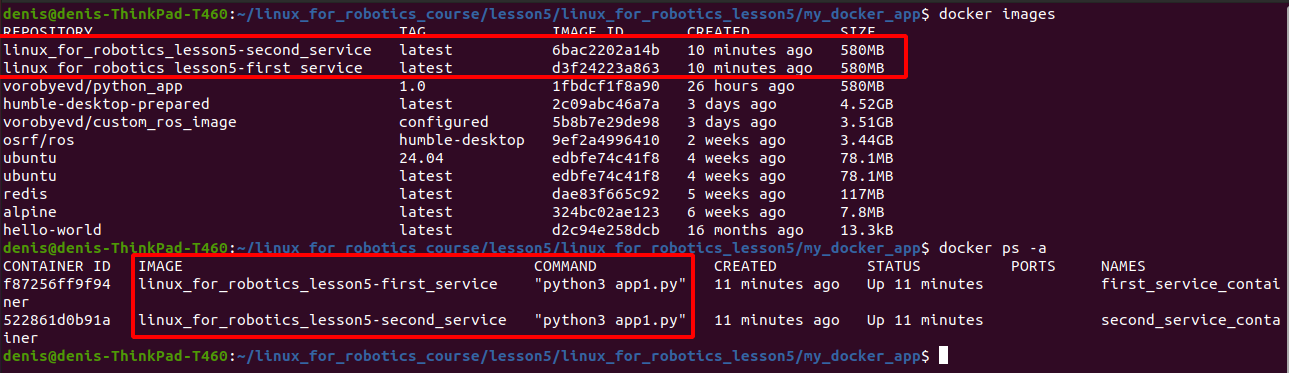 denis@denis-ThinkPad-T460:~/linux_for_robotics_course/lesson5/linux_for_robotics_lesson5/my_docker_app$ docker images
REPOSITORY TAG IMAGE ID CREATED SIZE
linux_for_robotics_lesson5-second_service latest 6bac2202a14b 10 minutes ago 580MB
linux_for_robotics_lesson5-first_service latest d3f24223a863 10 minutes ago 580MB
vorobyevd/python_app 1.0 1fbdcf1f8a90 26 hours ago 580MB
humble-desktop-prepared latest 2c09abc46a7a 3 days ago 4.52GB
vorobyevd/custom_ros_image configured 5b8b7e29de98 3 days ago 3.51GB
osrf/ros humble-desktop 9ef2a4996410 2 weeks ago 3.44GB
ubuntu 24.04 edbfe74c41f8 4 weeks ago 78.1MB
ubuntu latest edbfe74c41f8 4 weeks ago 78.1MB
redis latest dae83f665c92 5 weeks ago 117MB
alpine latest 324bc02ae123 6 weeks ago 7.8MB
hello-world latest d2c94e258dcb 16 months ago 13.3kB
denis@denis-ThinkPad-T460:~/linux_for_robotics_course/lesson5/linux_for_robotics_lesson5/my_docker_app$ docker ps -a
CONTAINER ID IMAGE COMMAND CREATED STATUS PORTS NAMES
f87256ff9f94 linux_for_robotics_lesson5-first_service "python3 app1.py" 11 minutes ago Up 11 minutes first_service_contai
ner
522861d0b91a linux_for_robotics_lesson5-second_service "python3 app1.py" 11 minutes ago Up 11 minutes second_service_conta
iner
denis@denis-ThinkPad-T460:~/linux_for_robotics_course/lesson5/linux_for_robotics_lesson5/my_docker_app$